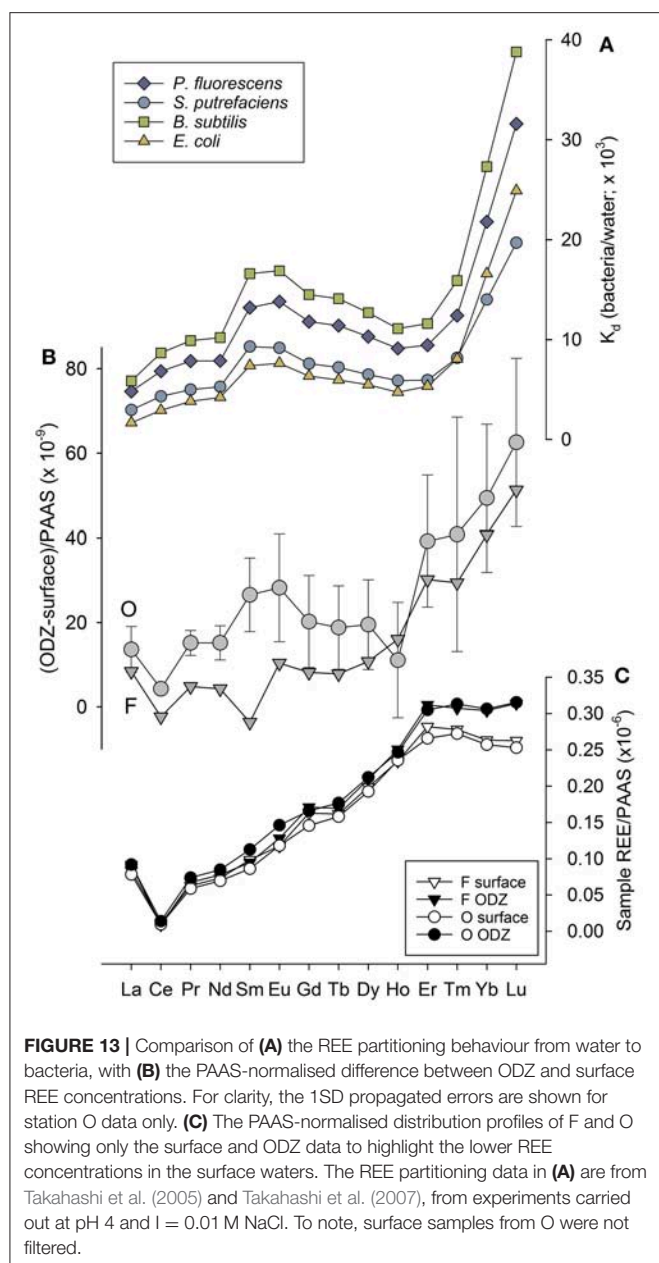 A
P. fluorescens
S. putrefaciens
B. subtilis
E. coli
40
30
20
10
0
Kd (bacteria/water; x 10³)
B
80
60
40
20
0
(ODZ-surface)/PAAS (x 10⁻⁹)
O
F
C
0.35
0.30
0.25
0.20
0.15
0.10
0.05
0.00
Sample REE/PAAS (x10⁻⁶)
F surface
F ODZ
O surface
O ODZ
La Ce Pr Nd Sm Eu Gd Tb Dy Ho Er Tm Yb Lu
FIGURE 13 | Comparison of (A) the REE partitioning behaviour from water to
bacteria, with (B) the PAAS-normalised difference between ODZ and surface
REE concentrations. For clarity, the 1SD propagated errors are shown for
station O data only. (C) The PAAS-normalised distribution profiles of F and O
showing only the surface and ODZ data to highlight the lower REE
concentrations in the surface waters. The REE partitioning data in (A) are from
Takahashi et al. (2005) and Takahashi et al. (2007), from experiments carried
out at pH 4 and I = 0.01 M NaCl. To note, surface samples from O were not
filtered.